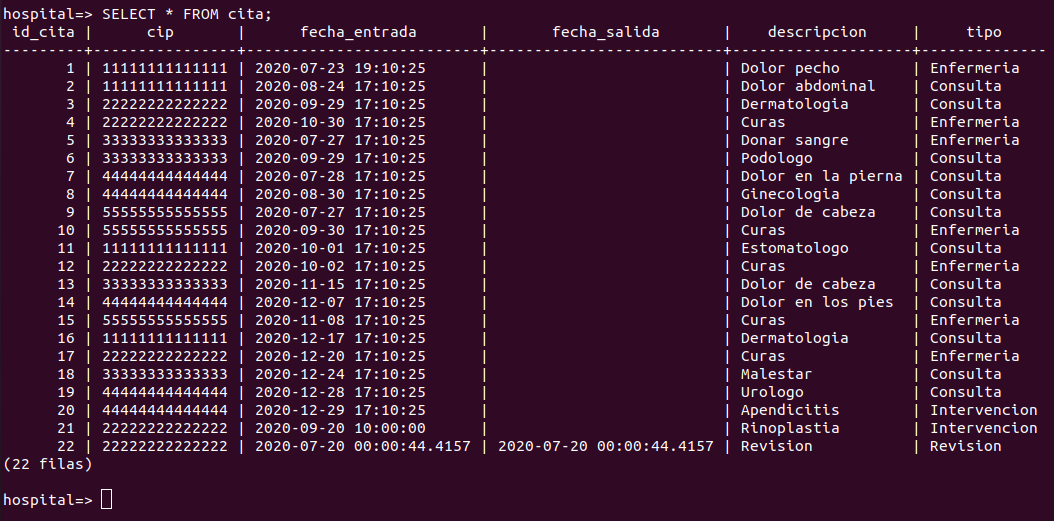 hospital=> SELECT * FROM cita;
 id_cita |      cip       |      fecha_entrada       |       fecha_salida       |    descripcion     |     tipo
---------+----------------+--------------------------+--------------------------+--------------------+--------------
       1 | 11111111111111 | 2020-07-23 19:10:25      |                          | Dolor pecho        | Enfermeria
       2 | 11111111111111 | 2020-08-24 17:10:25      |                          | Dolor abdominal    | Consulta
       3 | 22222222222222 | 2020-09-29 17:10:25      |                          | Dermatologia       | Consulta
       4 | 22222222222222 | 2020-10-30 17:10:25      |                          | Curas              | Enfermeria
       5 | 33333333333333 | 2020-07-27 17:10:25      |                          | Donar sangre       | Enfermeria
       6 | 33333333333333 | 2020-09-29 17:10:25      |                          | Podologo           | Consulta
       7 | 44444444444444 | 2020-07-28 17:10:25      |                          | Dolor en la pierna | Consulta
       8 | 44444444444444 | 2020-08-30 17:10:25      |                          | Ginecologia        | Consulta
       9 | 55555555555555 | 2020-07-27 17:10:25      |                          | Dolor de cabeza    | Consulta
      10 | 55555555555555 | 2020-09-30 17:10:25      |                          | Curas              | Enfermeria
      11 | 11111111111111 | 2020-10-01 17:10:25      |                          | Estomatologo       | Consulta
      12 | 22222222222222 | 2020-10-02 17:10:25      |                          | Curas              | Enfermeria
      13 | 33333333333333 | 2020-11-15 17:10:25      |                          | Dolor de cabeza    | Consulta
      14 | 44444444444444 | 2020-12-07 17:10:25      |                          | Dolor en los pies  | Consulta
      15 | 55555555555555 | 2020-11-08 17:10:25      |                          | Curas              | Enfermeria
      16 | 11111111111111 | 2020-12-17 17:10:25      |                          | Dermatologia       | Consulta
      17 | 22222222222222 | 2020-12-20 17:10:25      |                          | Curas              | Enfermeria
      18 | 33333333333333 | 2020-12-24 17:10:25      |                          | Malestar           | Consulta
      19 | 44444444444444 | 2020-12-28 17:10:25      |                          | Urologo            | Consulta
      20 | 44444444444444 | 2020-12-29 17:10:25      |                          | Apendicitis        | Intervencion
      21 | 22222222222222 | 2020-09-20 10:00:00      |                          | Rinoplastia        | Intervencion
      22 | 22222222222222 | 2020-07-20 00:00:44.4157 | 2020-07-20 00:00:44.4157 | Revision           | Revision
(22 filas)
hospital=>